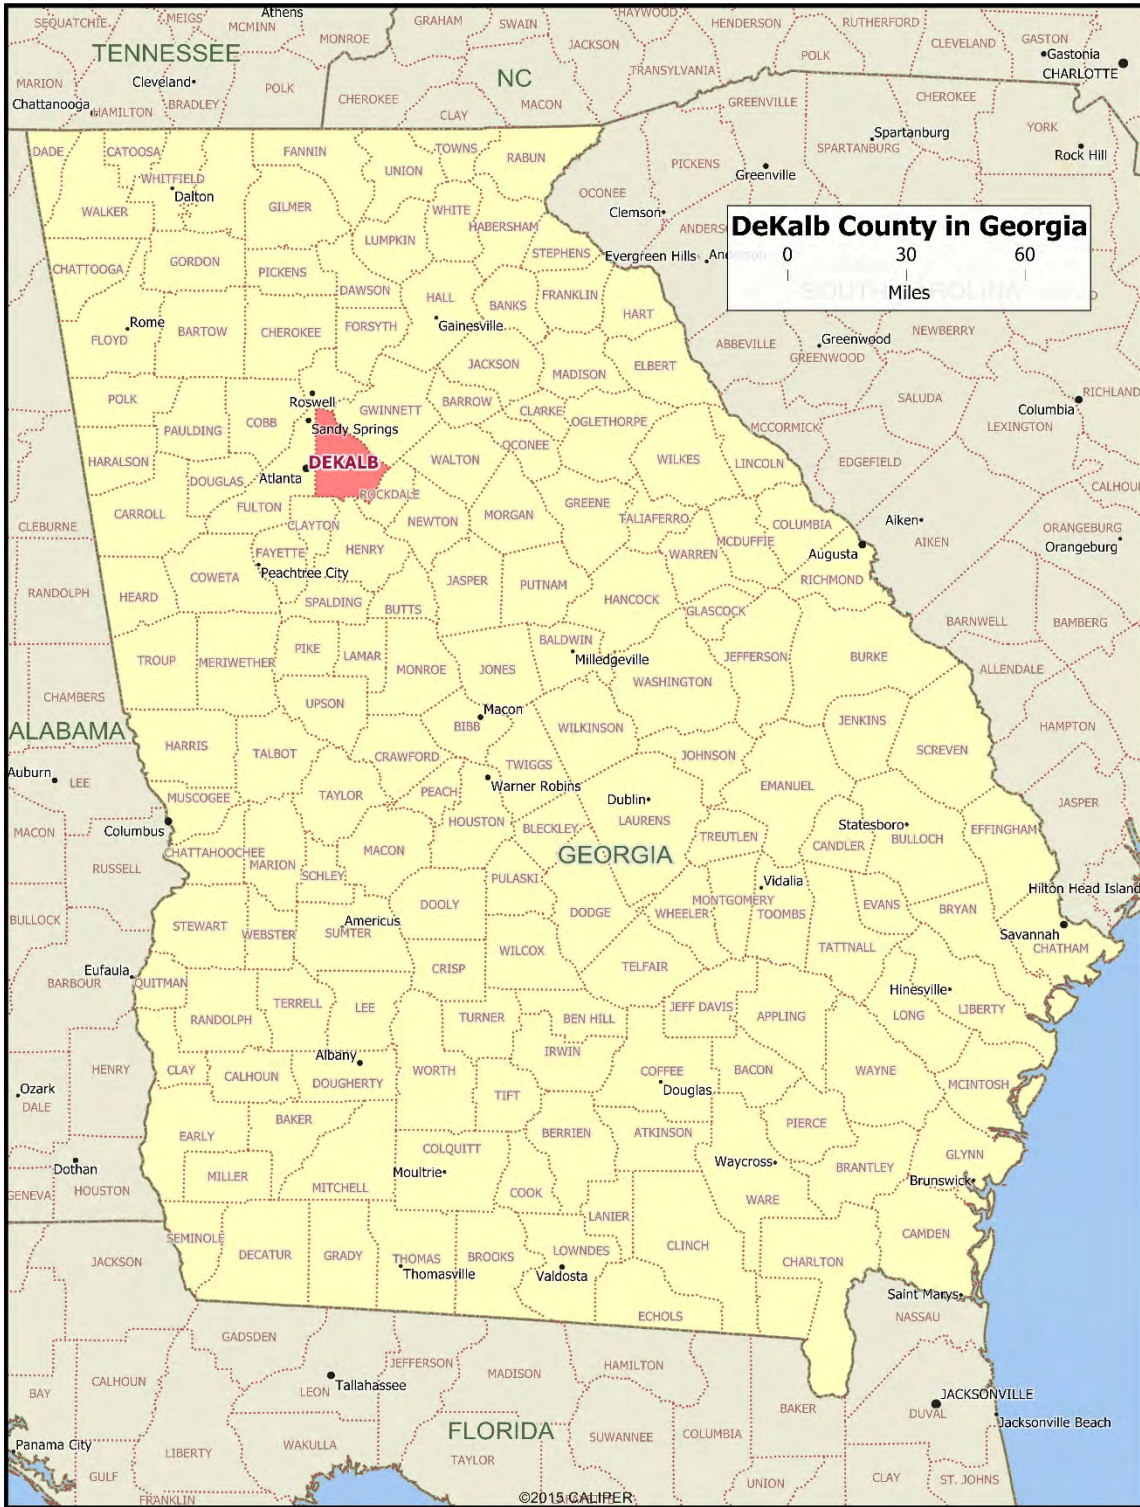 Athens
SEQUATCHIE
MEIGS
MCMINN
MONROE
GRAHAM
SWAIN
HAYWOOD
HENDERSON
RUTHERFORD
CLEVELAND
GASTON
JACKSON
POLK
Gastonia
TENNESSEE
CHARLOTTE
TRANSYLVANIA
NC
MARION
Cleveland
POLK
CHEROKEE
MACON
GREENVILLE
CHEROKEE
Chattanooga
HAMILTON
BRADLEY
CLAY
YORK
Spartanburg
SPARTANBURG
Rock Hill
DADE
CATOOSA
FANNIN
TOWNS
RABUN
PICKENS
UNION
Greenville
WHITFIELD
Dalton
OCONEE
WALKER
GILMER
WHITE
Clemson
HABERSHAM
DeKalb County in Georgia
LUMPKIN
STEPHENS
Evergreen Hills
Anderson
0 30 60
CHATTOOGA
GORDON
PICKENS
Miles
DAWSON
HALL
BANKS
FRANKLIN
HART
Rome
FLOYD
BARTOW
CHEROKEE
FORSYTH
Gainesville
NEWBERRY
ABBEVILLE
Greenwood
GREENWOOD
JACKSON
MADISON
ELBERT
RICHLAND
POLK
Roswell
GWINNETT
BARROW
CLARKE
SALUDA
Columbia
LEXINGTON
PAULDING
COBB
Sandy Springs
OGLETHORPE
MCCORMICK
OCONEE
HARALSON
DEKALB
WALTON
WILKES
LINCOLN
EDGEFIELD
Atlanta
DOUGLAS
ROCKDALE
FULTON
GREENE
CARROLL
CLAYTON
NEWTON
MORGAN
TALIAFERRO
COLUMBIA
Aiken
AIKEN
ORANGEBURG
Orangeburg
CLEBURNE
FAYETTE
HENRY
MCDUFFIE
WARREN
Augusta
Peachtree City
COWETA
JASPER
PUTNAM
RICHMOND
RANDOLPH
HEARD
SPALDING
BUTTS
HANCOCK
GLASCOCK
BARNWELL
BAMBERG
BALDWIN
TROUP
MERIWETHER
PIKE
LAMAR
MONROE
JONES
Milledgeville
JEFFERSON
BURKE
ALLENDALE
WASHINGTON
CHAMBERS
UPSON
Macon
BIBB
WILKINSON
JENKINS
HAMPTON
ALABAMA
HARRIS
TALBOT
CRAWFORD
TWIGGS
JOHNSON
SCREVEN
Auburn
LEE
Warner Robins
EMANUEL
MUSCOGEE
TAYLOR
PEACH
Dublin
LAURENS
JASPER
Columbus
MACON
HOUSTON
BLECKLEY
TREUTLEN
Statesboro
BULLOCH
EFFINGHAM
CANDLER
CHATTAHOOCHEE
MARION
MACON
GEORGIA
RUSSELL
SCHLEY
PULASKI
Vidalia
Hilton Head Island
BULLOCK
STEWART
WEBSTER
Americus
SUMTER
DOOLY
DODGE
WHEELER
MONTGOMERY
TOOMBS
EVANS
BRYAN
Savannah
CHATHAM
WILCOX
TATTNALL
Eufaula
BARBOUR
QUITMAN
CRISP
TELFAIR
Hinesville
TERRELL
LEE
RANDOLPH
TURNER
BEN HILL
JEFF DAVIS
APPLING
LONG
LIBERTY
HENRY
CLAY
CALHOUN
Albany
DOUGHERTY
WORTH
IRWIN
COFFEE
Douglas
BACON
WAYNE
MCINTOSH
Ozark
DALE
TIFT
EARLY
BAKER
BERRIEN
ATKINSON
PIERCE
Dothan
COLQUITT
Moultrie
Waycross
BRANTLEY
GLYNN
Brunswick
GENEVA
HOUSTON
MILLER
MITCHELL
COOK
WARE
LANIER
SEMINOLE
DECATUR
GRADY
THOMAS
Thomasville
BROOKS
LOWNDES
Valdosta
CLINCH
CHARLTON
CAMDEN
JACKSON
Saint Marys
ECHOLS
NASSAU
GADSDEN
JEFFERSON
MADISON
HAMILTON
BAY
CALHOUN
LEON
Tallahassee
BAKER
JACKSONVILLE
DUVAL
Jacksonville Beach
FLORIDA
SUWANNEE
COLUMBIA
Panama City
LIBERTY
WAKULLA
TAYLOR
GULF
UNION
CLAY
ST. JOHNS
FRANKLIN
©2015 CALIPER